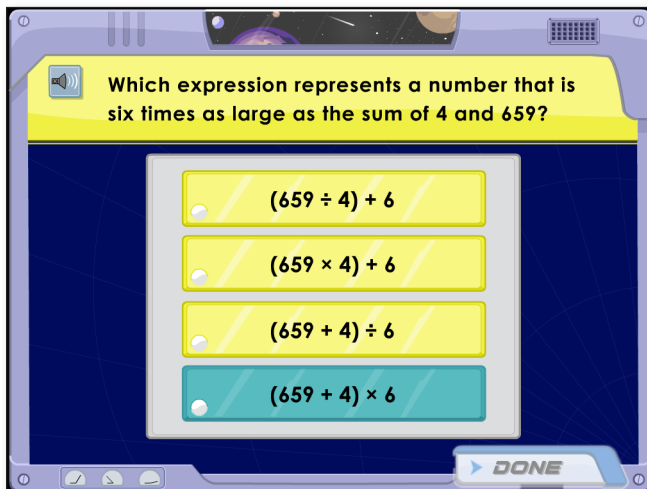 Which expression represents a number that is
six times as large as the sum of 4 and 659?
(659 ÷ 4) + 6
(659 × 4) + 6
(659 + 4) ÷ 6
(659 + 4) × 6
DONE